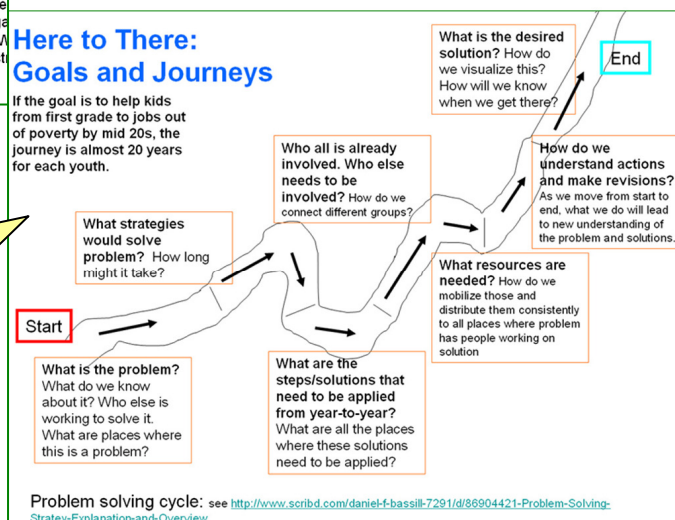 Here to There:
Goals and Journeys
If the goal is to help kids
from first grade to jobs out
of poverty by mid 20s, the
journey is almost 20 years
for each youth.
What is the desired
solution? How do
we visualize this?
How will we know
when we get there?
End
Who all is already
involved. Who else
needs to be
involved? How do we
connect different groups?
How do we
understand actions
and make revisions?
As we move from start to
end, what we do will lead
to new understanding of
the problem and solutions.
What strategies
would solve
problem? How long
might it take?
What resources are
needed? How do we
mobilize those and
distribute them consistently
to all places where problem
has people working on
solution
Start
What is the problem?
What do we know
about it? Who else is
working to solve it.
What are places where
this is a problem?
What are the
steps/solutions that
need to be applied
from year-to-year?
What are all the places
where these solutions
need to be applied?
Problem solving cycle: see http://www.scribd.com/daniel-f-bassill-7291/d/86904421-Problem-Solving-
Stratey-Explanation-and-Overview